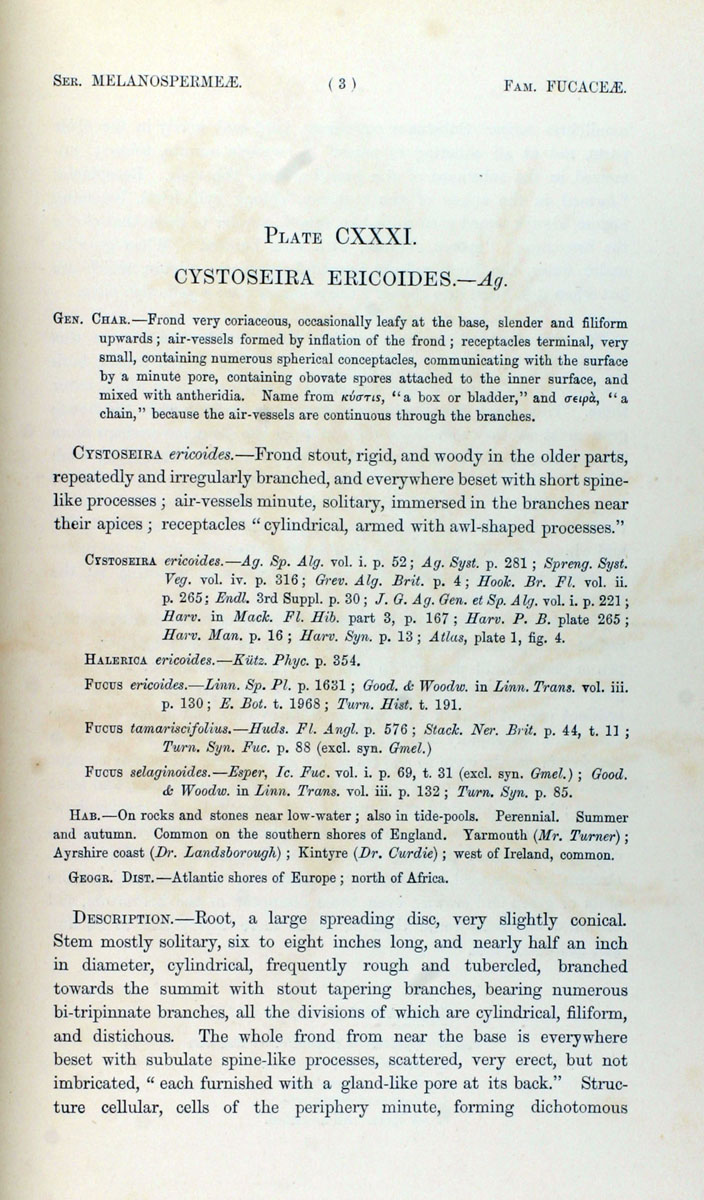 Ser. MELANOSPERMEÆ. ( 3 ) Fam. FUCACEÆ.
Plate CXXXI.
CYSTOSEIRA ERICOIDES.—Ag.
Gen. Char.—Frond very coriaceous, occasionally leafy at the base, slender and filiform
upwards; air-vessels formed by inflation of the frond; receptacles terminal, very
small, containing numerous spherical conceptacles, communicating with the surface
by a minute pore, containing obovate spores attached to the inner surface, and
mixed with antheridia. Name from κύστις, “a box or bladder,” and σειρὰ, “a
chain,” because the air-vessels are continuous through the branches.
Cystoseira ericoides.—Frond stout, rigid, and woody in the older parts,
repeatedly and irregularly branched, and everywhere beset with short spine-
like processes; air-vessels minute, solitary, immersed in the branches near
their apices; receptacles “cylindrical, armed with awl-shaped processes.”
Cystoseira ericoides.—Ag. Sp. Alg. vol. i. p. 52; Ag. Syst. p. 281; Spreng. Syst.
Veg. vol. iv. p. 316; Grev. Alg. Brit. p. 4; Hook. Br. Fl. vol. ii.
p. 265; Endl. 3rd Suppl. p. 30; J. G. Ag. Gen. et Sp. Alg. vol. i. p. 221;
Harv. in Mack. Fl. Hib. part 3, p. 167; Harv. P. B. plate 265;
Harv. Man. p. 16; Harv. Syn. p. 13; Atlas, plate 1, fig. 4.
Halerica ericoides.—Kütz. Phyc. p. 354.
Fucus ericoides.—Linn. Sp. Pl. p. 1631; Good. & Woodw. in Linn. Trans. vol. iii.
p. 130; E. Bot. t. 1968; Turn. Hist. t. 191.
Fucus tamariscifolius.—Huds. Fl. Angl. p. 576; Stack. Ner. Brit. p. 44, t. 11;
Turn. Syn. Fuc. p. 88 (excl. syn. Gmel.)
Fucus selaginoides.—Esper, Ic. Fuc. vol. i. p. 69, t. 31 (excl. syn. Gmel.); Good.
& Woodw. in Linn. Trans. vol. iii. p. 132; Turn. Syn. p. 85.
Hab.—On rocks and stones near low-water; also in tide-pools. Perennial. Summer
and autumn. Common on the southern shores of England. Yarmouth (Mr. Turner);
Ayrshire coast (Dr. Landsborough); Kintyre (Dr. Curdie); west of Ireland, common.
Geogr. Dist.—Atlantic shores of Europe; north of Africa.
Description.—Root, a large spreading disc, very slightly conical.
Stem mostly solitary, six to eight inches long, and nearly half an inch
in diameter, cylindrical, frequently rough and tubercled, branched
towards the summit with stout tapering branches, bearing numerous
bi-tripinnate branches, all the divisions of which are cylindrical, filiform,
and distichous. The whole frond from near the base is everywhere
beset with subulate spine-like processes, scattered, very erect, but not
imbricated, “each furnished with a gland-like pore at its back.” Struc-
ture cellular, cells of the periphery minute, forming dichotomous